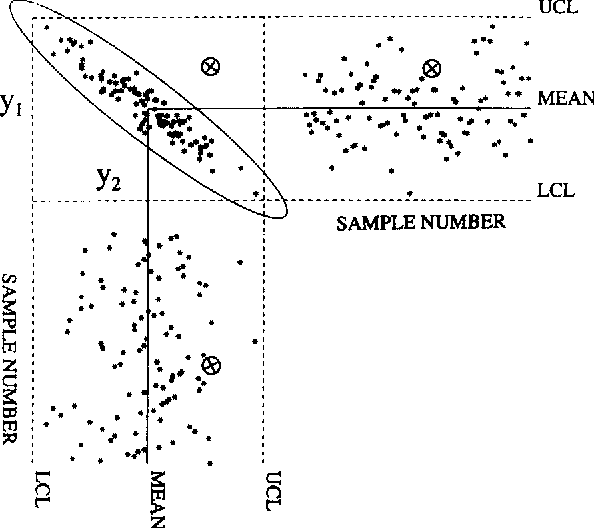 UCL
y1
MEAN
y2
LCL
SAMPLE NUMBER
SAMPLE NUMBER
LCL
MEAN
UCL